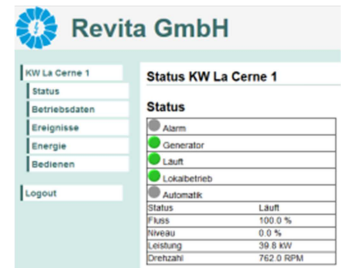 Revita GmbH
KW La Cerne 1
Status
Betriebsdaten
Ereignisse
Energie
Bedienen
Logout
Status KW La Cerne 1
Status
Alarm
Generator
Läuft
Lokalbetrieb
Automatik
Status Läuft
Fluss 100.0 %
Niveau 0.0 %
Leistung 39.8 kW
Drehzahl 762.0 RPM